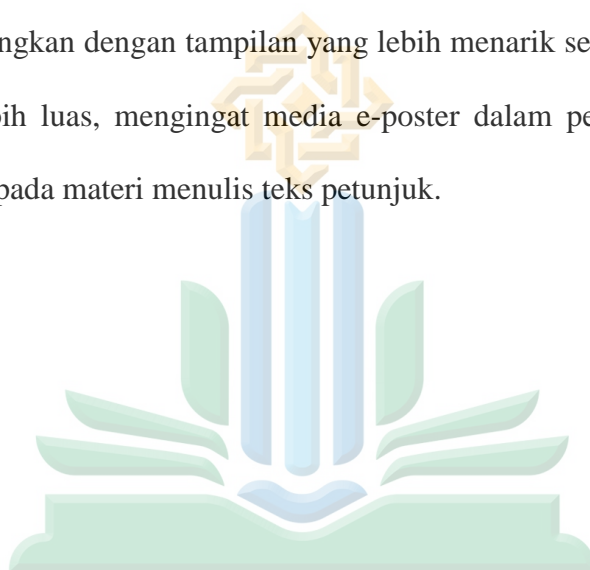 ngkan dengan tampilan yang lebih menarik se
ih luas, mengingat media e-poster dalam pe
pada materi menulis teks petunjuk.